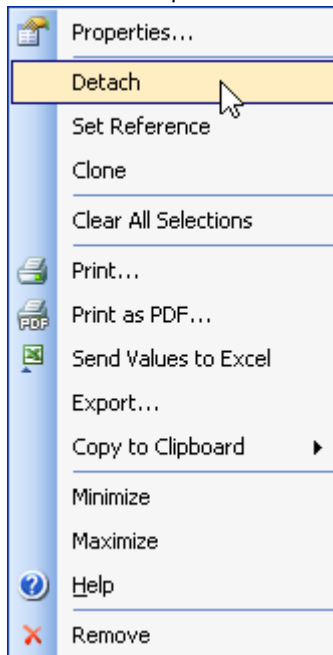 Properties...
Detach
Set Reference
Clone
Clear All Selections
Print...
PDF
Print as PDF...
Send Values to Excel
Export...
Copy to Clipboard
Minimize
Maximize
Help
Remove